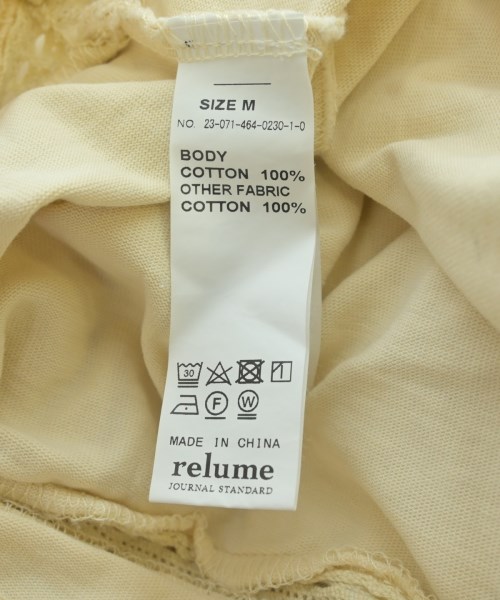 SIZE M
NO. 23-071-464-0230-1-0
BODY
COTTON 100%
OTHER FABRIC
COTTON 100%
30
F W
MADE IN CHINA
relume
JOURNAL STANDARD